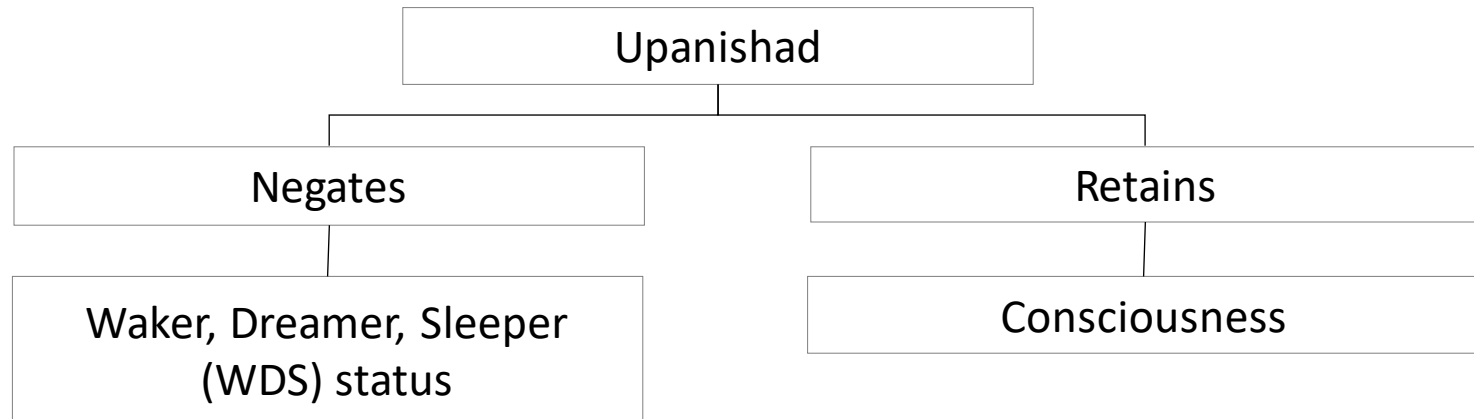 Upanishad
Negates
Retains
Waker, Dreamer, Sleeper
(WDS) status
Consciousness